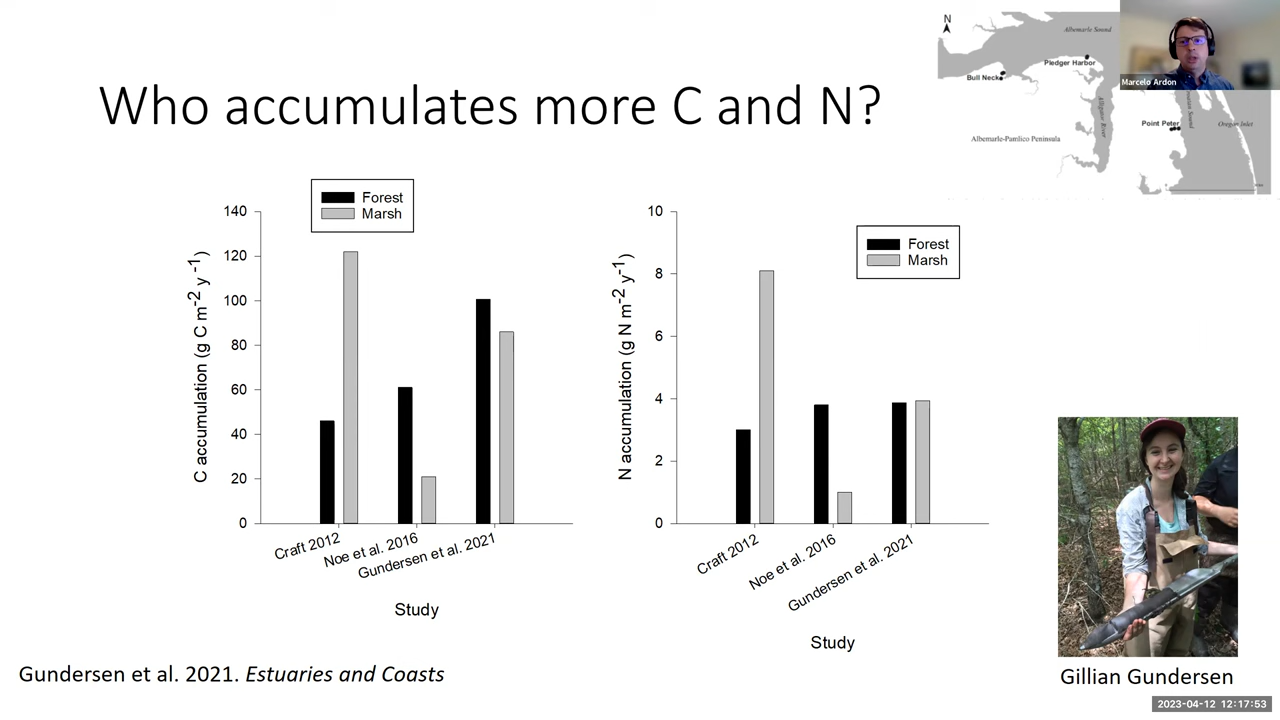 N
Albemarle Sound
Pledger Harbor
Bull Neck
Marcelo Ardon
Alligator River
Point Peter
Oregon Inlet
Albemarle-Pamlico Peninsula
Who accumulates more C and N?
Forest
Marsh
140
120
100
80
60
40
20
0
C accumulation (g C m-2 y -1)
Craft 2012
Noe et al. 2016
Gundersen et al. 2021
Study
Forest
Marsh
10
8
6
4
2
0
N accumulation (g N m-2 y-1)
Craft 2012
Noe et al. 2016
Gundersen et al. 2021
Study
Gundersen et al. 2021. Estuaries and Coasts
Gillian Gundersen
2023-04-12 12:17:53